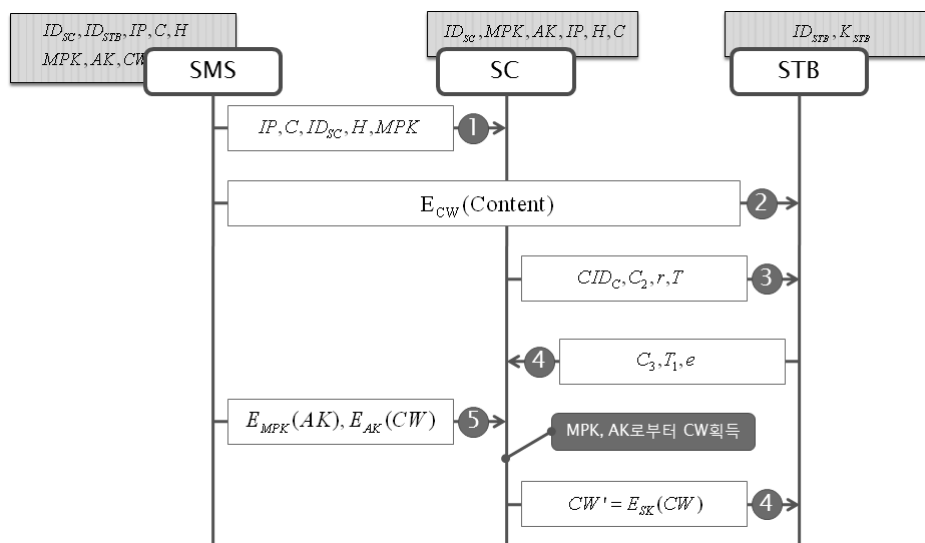 ID_SC, ID_STB, IP, C, H
MPK, AK, CW
ID_SC, MPK, AK, IP, H, C
ID_STB, K_STB
SMS
SC
STB
IP, C, ID_SC, H, MPK
1
E_CW(Content)
2
CID_C, C_2, r, T
3
4
C_3, T_1, e
E_MPK(AK), E_AK(CW)
5
MPK, AK로부터 CW획득
CW' = E_SK(CW)
4